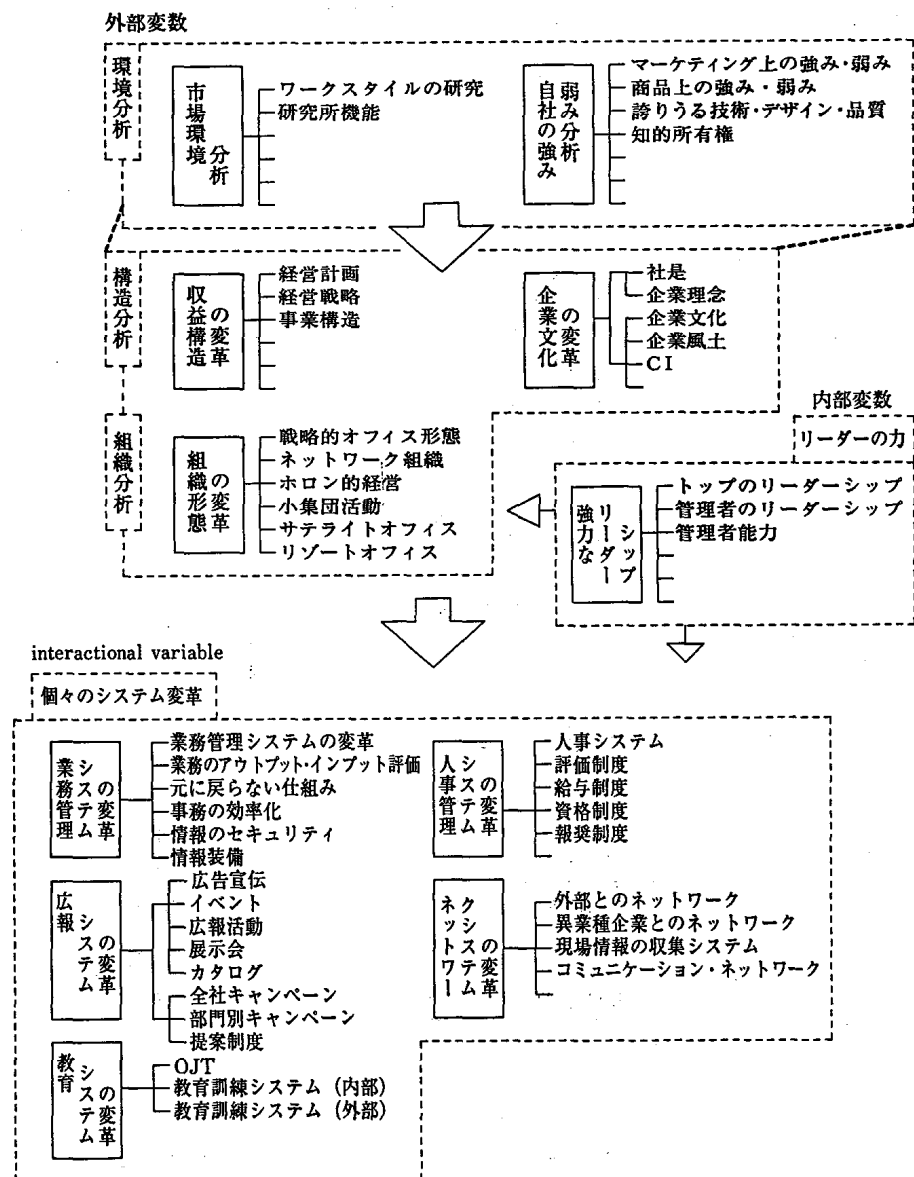 外部変数
環境分析
市場環境分析
ワークスタイルの研究
研究所機能
自社の強み弱み分析
マーケティング上の強み・弱み
商品上の強み・弱み
誇りうる技術・デザイン・品質
知的所有権
構造分析
収益構造の変革
経営計画
経営戦略
事業構造
企業文化の変革
社是
企業理念
企業文化
企業風土
CI
組織分析
組織形態の変革
戦略的オフィス形態
ネットワーク組織
ホロン的経営
小集団活動
サテライトオフィス
リゾートオフィス
内部変数
リーダーの力
強力なリーダーシップ
トップのリーダーシップ
管理者のリーダーシップ
管理者能力
interactional variable
個々のシステム変革
業務管理システムの変革
業務管理システムの変革
業務のアウトプット・インプット評価
元に戻らない仕組み
事務の効率化
情報のセキュリティ
情報装備
人事管理システムの変革
人事システム
評価制度
給与制度
資格制度
報奨制度
広報システムの変革
広告宣伝
イベント
広報活動
展示会
カタログ
全社キャンペーン
部門別キャンペーン
提案制度
ネットワークシステムの変革
外部とのネットワーク
異業種企業とのネットワーク
現場情報の収集システム
コミュニケーション・ネットワーク
教育システムの変革
OJT
教育訓練システム（内部）
教育訓練システム（外部）